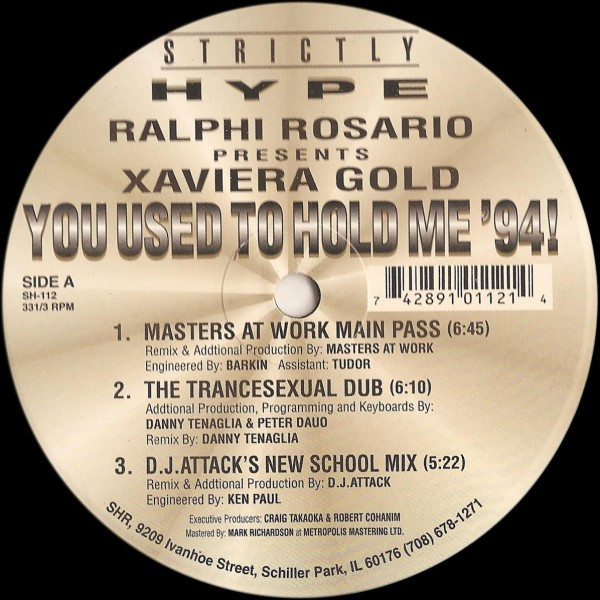 STRICTLY
HYPE
RALPHI ROSARIO
PRESENTS
XAVIERA GOLD
YOU USED TO HOLD ME '94!
SIDE A
SH-112
331/3 RPM
7 42891 01121 4
1. MASTERS AT WORK MAIN PASS (6:45)
Remix & Addtional Production By: MASTERS AT WORK
Engineered By: BARKIN Assistant: TUDOR
2. THE TRANCESEXUAL DUB (6:10)
Addtional Production, Programming and Keyboards By:
DANNY TENAGLIA & PETER DAUO
Remix By: DANNY TENAGLIA
3. D.J.ATTACK'S NEW SCHOOL MIX (5:22)
Remix & Addtional Production By: D.J.ATTACK
Engineered By: KEN PAUL
Executive Producers: CRAIG TAKAOKA & ROBERT COHANIM
Mastered By: MARK RICHARDSON at METROPOLIS MASTERING LTD.
SHR, 9209 Ivanhoe Street, Schiller Park, IL 60176 (708) 678-1271